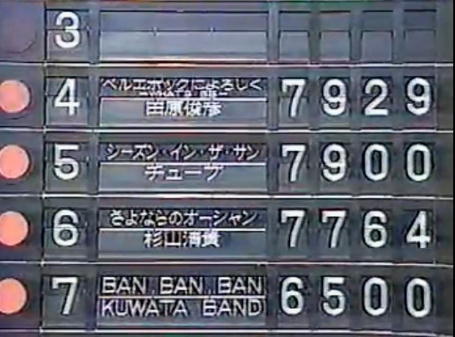 3
4 ベルエポックによろしく 7929
田原俊彦
5 シーズン・イン・ザ・サン 7900
チューブ
6 さよならのオーシャン 7764
杉山清貴
7 BAN BAN BAN 6500
KUWATA BAND